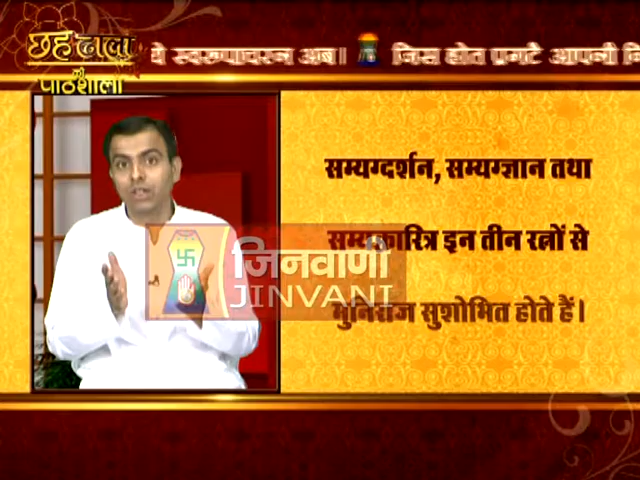 छहढाला
की
पाठशाला
ये स्वरूपाचरन अब॥ जिस होत प्रगटे आपनी नि
सम्यग्दर्शन, सम्यग्ज्ञान तथा
सम्यक्चारित्र इन तीन रत्नों से
मुनिराज सुशोभित होते हैं।
जिनवाणी
JINVANI